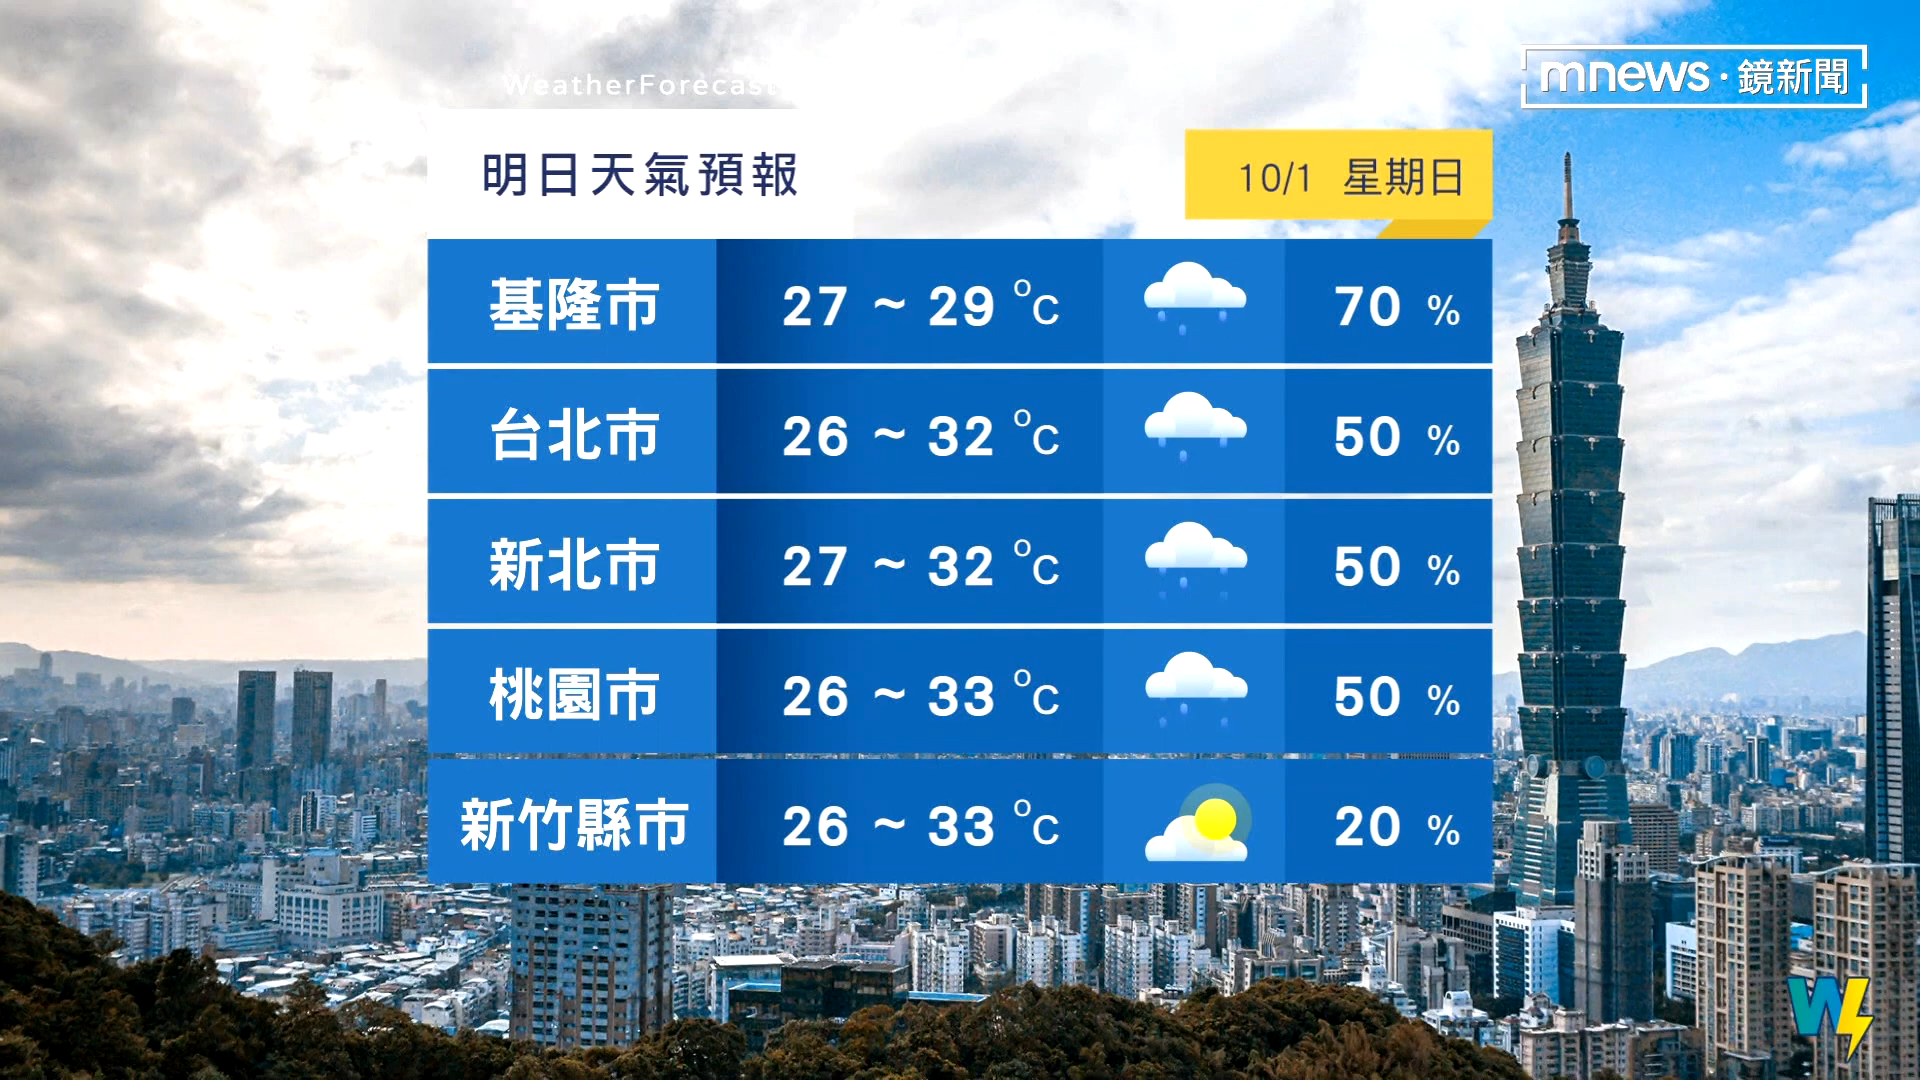 WeatherForecast
mnews·鏡新聞
明日天氣預報
10/1 星期日
基隆市 27 ~ 29 °C 70 %
台北市 26 ~ 32 °C 50 %
新北市 27 ~ 32 °C 50 %
桃園市 26 ~ 33 °C 50 %
新竹縣市 26 ~ 33 °C 20 %
W